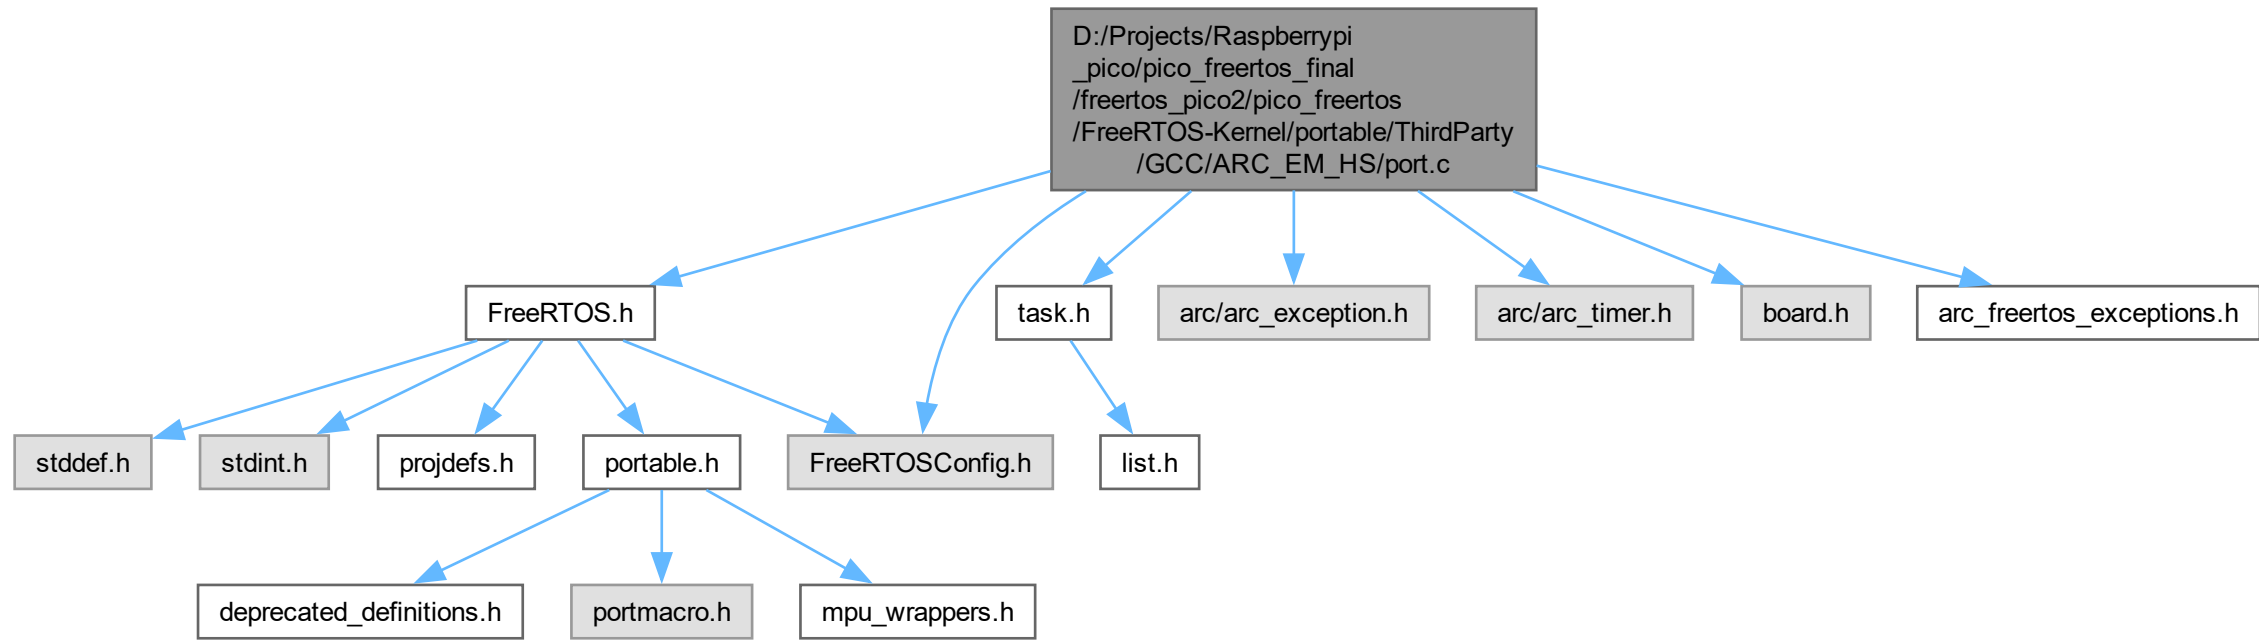 D:/Projects/Raspberrypi
_pico/pico_freertos_final
/freertos_pico2/pico_freertos
/FreeRTOS-Kernel/portable/ThirdParty
/GCC/ARC_EM_HS/port.c
FreeRTOS.h
task.h
arc/arc_exception.h
arc/arc_timer.h
board.h
arc_freertos_exceptions.h
stddef.h
stdint.h
projdefs.h
portable.h
FreeRTOSConfig.h
list.h
deprecated_definitions.h
portmacro.h
mpu_wrappers.h